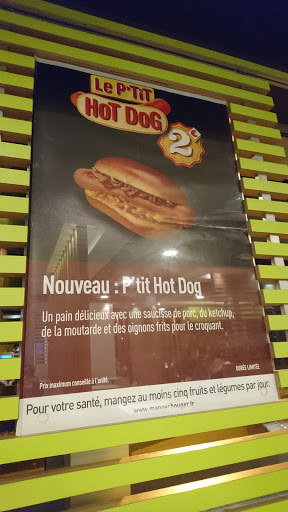 Le P'tit
HOT DOG
2€
Nouveau : P'tit Hot Dog
Un pain délicieux avec une saucisse de porc, du ketchup,
de la moutarde et des oignons frits pour le croquant.
Prix maximum conseillé à l'unité.
DURÉE LIMITÉE
Pour votre santé, mangez au moins cinq fruits et légumes par jour.
www.mangerbouger.fr